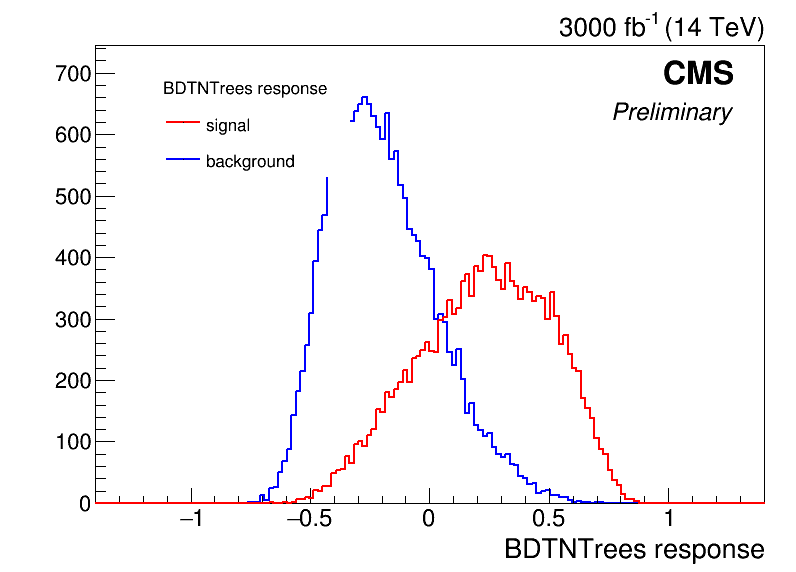 3000 fb⁻¹ (14 TeV)
CMS
Preliminary
BDTNTrees response
signal
background
700
600
500
400
300
200
100
0
−1 −0.5 0 0.5 1
BDTNTrees response